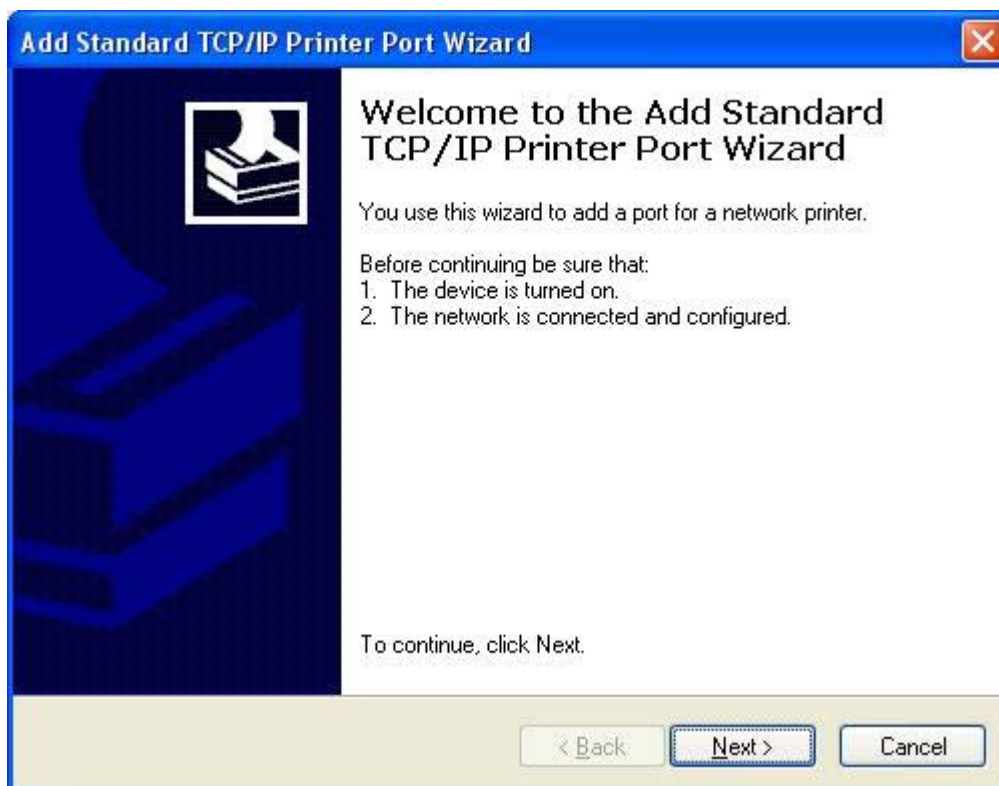 Add Standard TCP/IP Printer Port Wizard
Welcome to the Add Standard
TCP/IP Printer Port Wizard
You use this wizard to add a port for a network printer.
Before continuing be sure that:
1. The device is turned on.
2. The network is connected and configured.
To continue, click Next.
< Back Next > Cancel